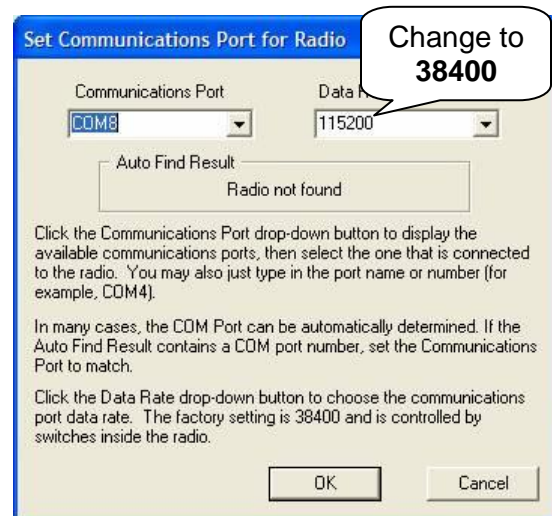 Set Communications Port for Radio
Change to
38400
Communications Port
Data
COM8
115200
Auto Find Result
Radio not found
Click the Communications Port drop-down button to display the
available communications ports, then select the one that is connected
to the radio. You may also just type in the port name or number (for
example, COM4).
In many cases, the COM Port can be automatically determined. If the
Auto Find Result contains a COM port number, set the Communications
Port to match.
Click the Data Rate drop-down button to choose the communications
port data rate. The factory setting is 38400 and is controlled by
switches inside the radio.
OK
Cancel